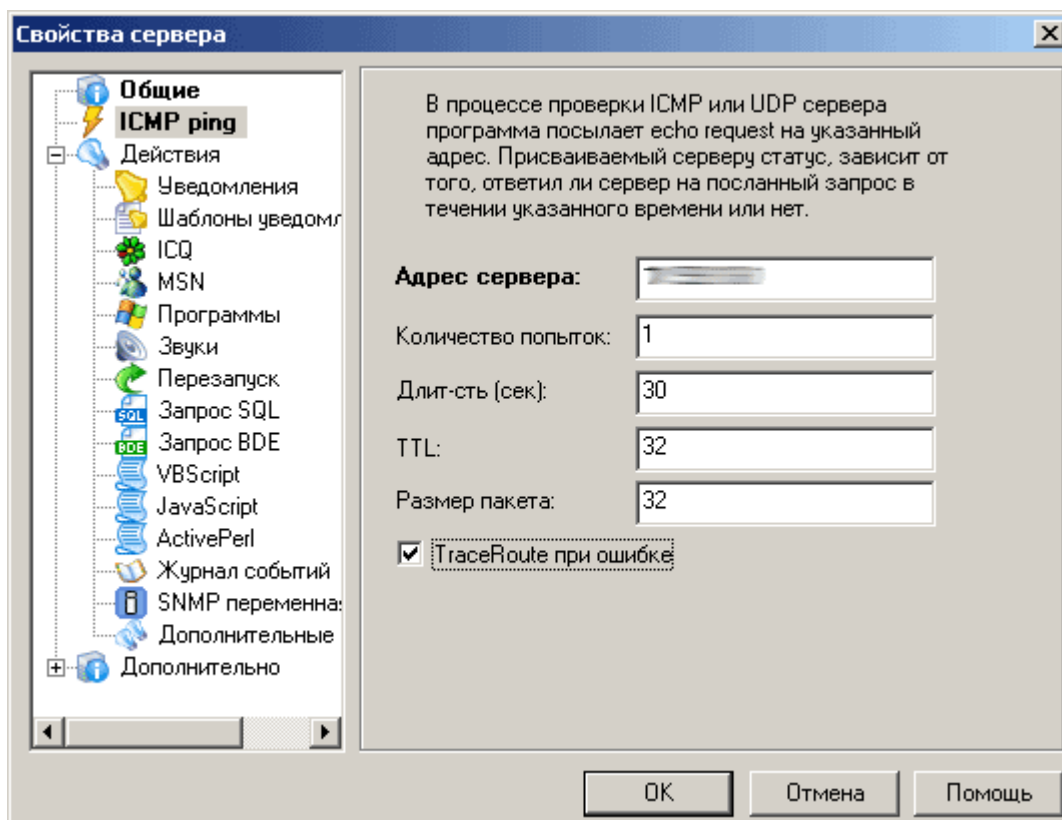 Свойства сервера
Общие
ICMP ping
Действия
Уведомления
Шаблоны уведомл
ICQ
MSN
Программы
Звуки
Перезапуск
SQL
Запрос SQL
BDE
Запрос BDE
VBScript
JavaScript
ActivePerl
Журнал событий
SNMP переменна
Дополнительные
Дополнительно
В процессе проверки ICMP или UDP сервера
программа посылает echo request на указанный
адрес. Присваиваемый серверу статус, зависит от
того, ответил ли сервер на посланный запрос в
течении указанного времени или нет.
Адрес сервера:
Количество попыток: 1
Длит-сть (сек): 30
TTL: 32
Размер пакета: 32
TraceRoute при ошибке
OK Отмена Помощь